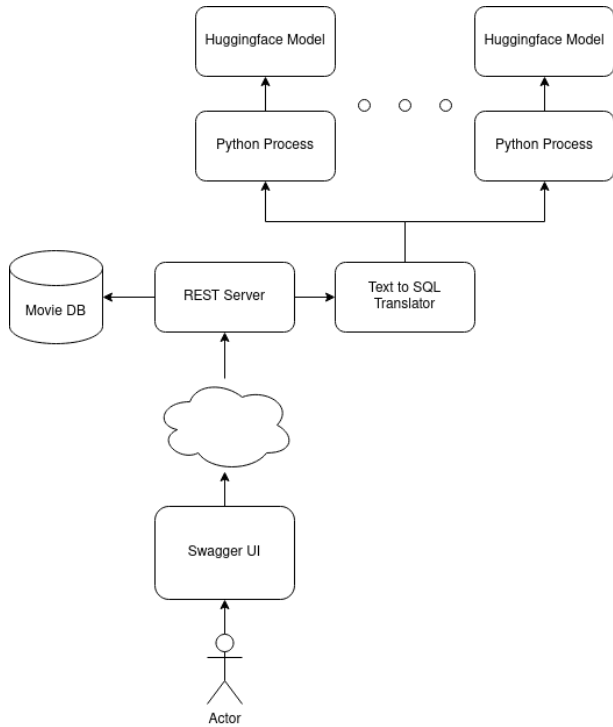 Huggingface Model
Huggingface Model
Python Process
Python Process
Movie DB
REST Server
Text to SQL
Translator
Swagger UI
Actor